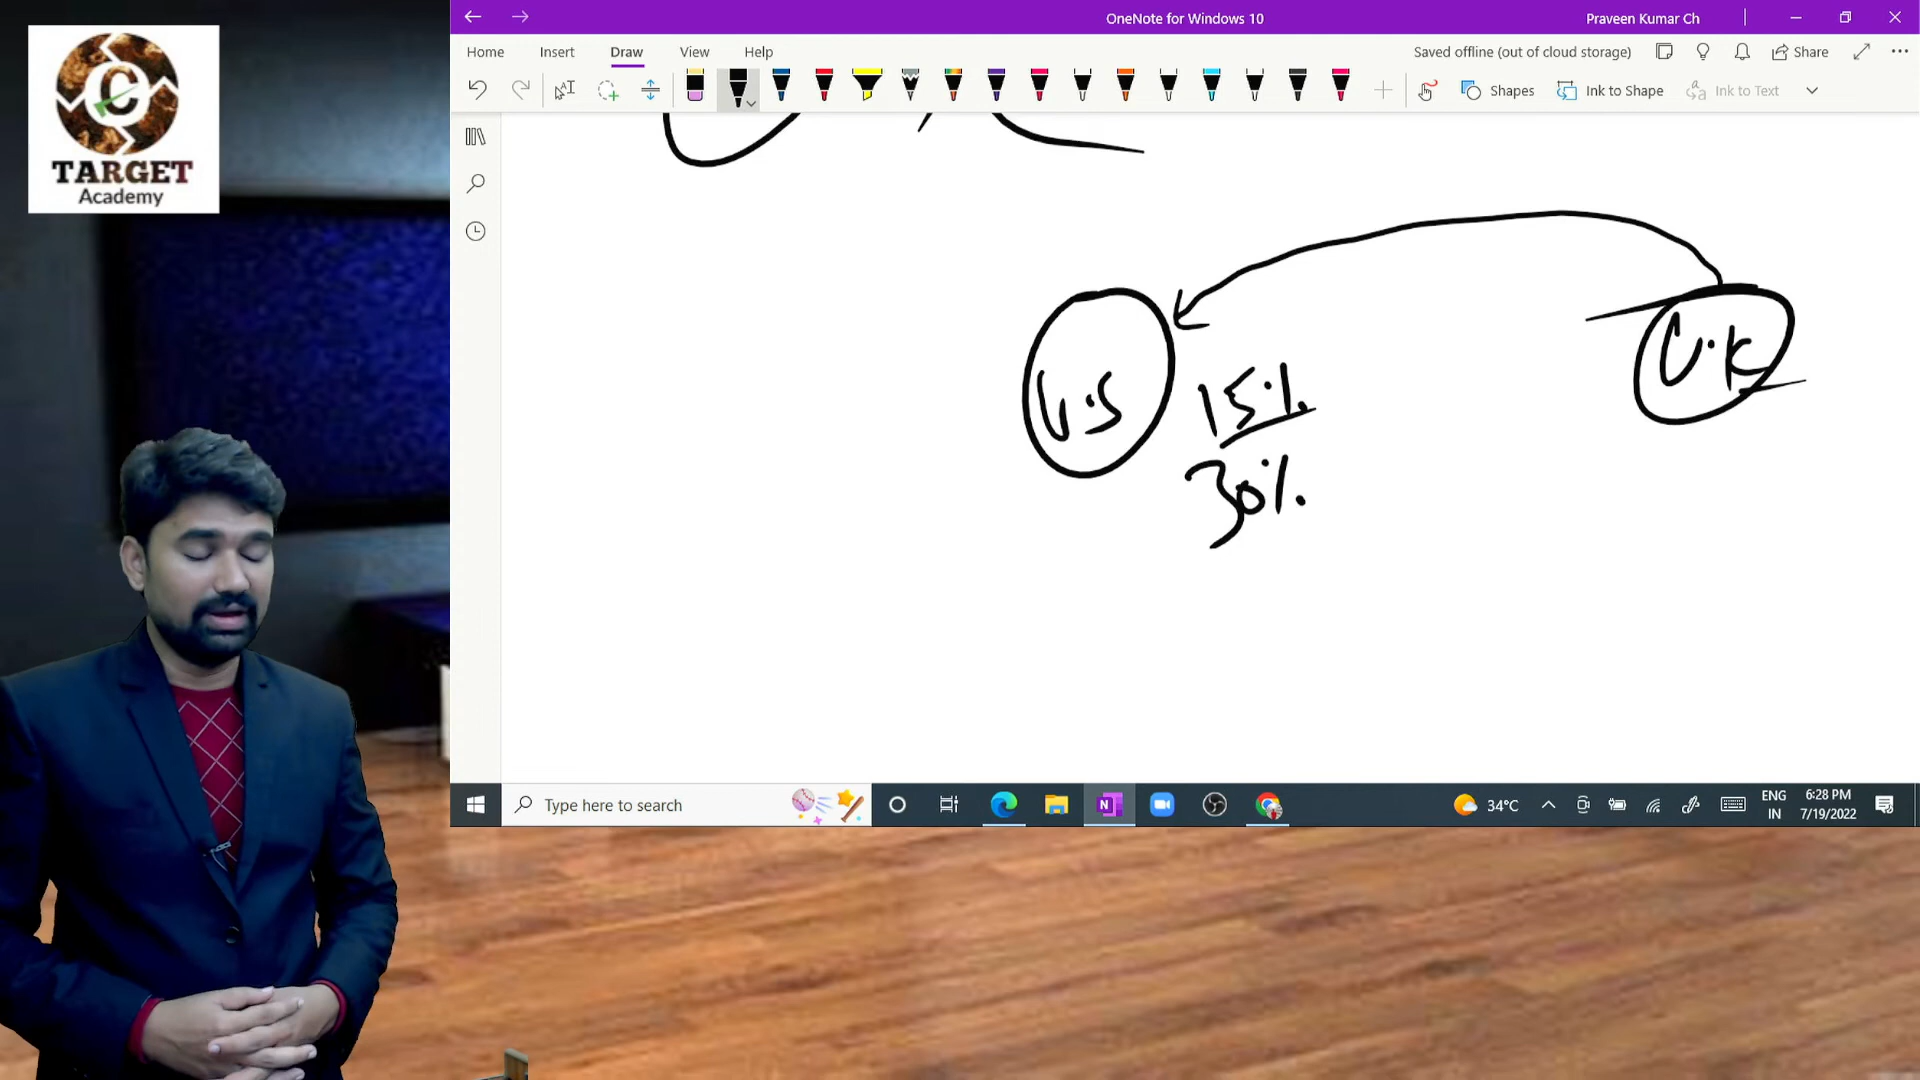 C
TARGET
Academy
OneNote for Windows 10
Praveen Kumar Ch
Home Insert Draw View Help
Saved offline (out of cloud storage)
Share
Shapes
Ink to Shape
Ink to Text
U.S
15%
30%
U.K
Type here to search
34°C
ENG
IN
6:28 PM
7/19/2022